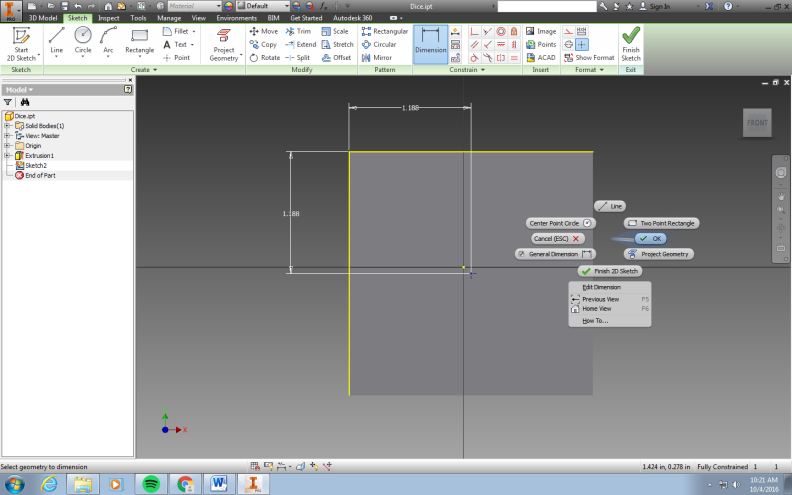 Material
Default
Dice.ipt
Sign In
PRO
3D Model Sketch Inspect Tools Manage View Environments BIM Get Started Autodesk 360
Start
2D Sketch
Line
Circle
Arc
Rectangle
Fillet
Text
Point
Project
Geometry
Move
Copy
Rotate
Trim
Extend
Split
Scale
Stretch
Offset
Rectangular
Circular
Mirror
Dimension
Image
Points
ACAD
Show Format
Finish
Sketch
Sketch
Create
Modify
Pattern
Constrain
Insert
Format
Exit
Model
Dice.ipt
Solid Bodies(1)
View: Master
Origin
Extrusion1
Sketch2
End of Part
1.188
1.188
FRONT
Line
Center Point Circle
Two Point Rectangle
Cancel (ESC)
OK
General Dimension
Project Geometry
Finish 2D Sketch
Edit Dimension
Previous View F5
Home View F6
How To...
X
Select geometry to dimension
1.424 in, 0.278 in Fully Constrained 1 1
10:21 AM
10/4/2016